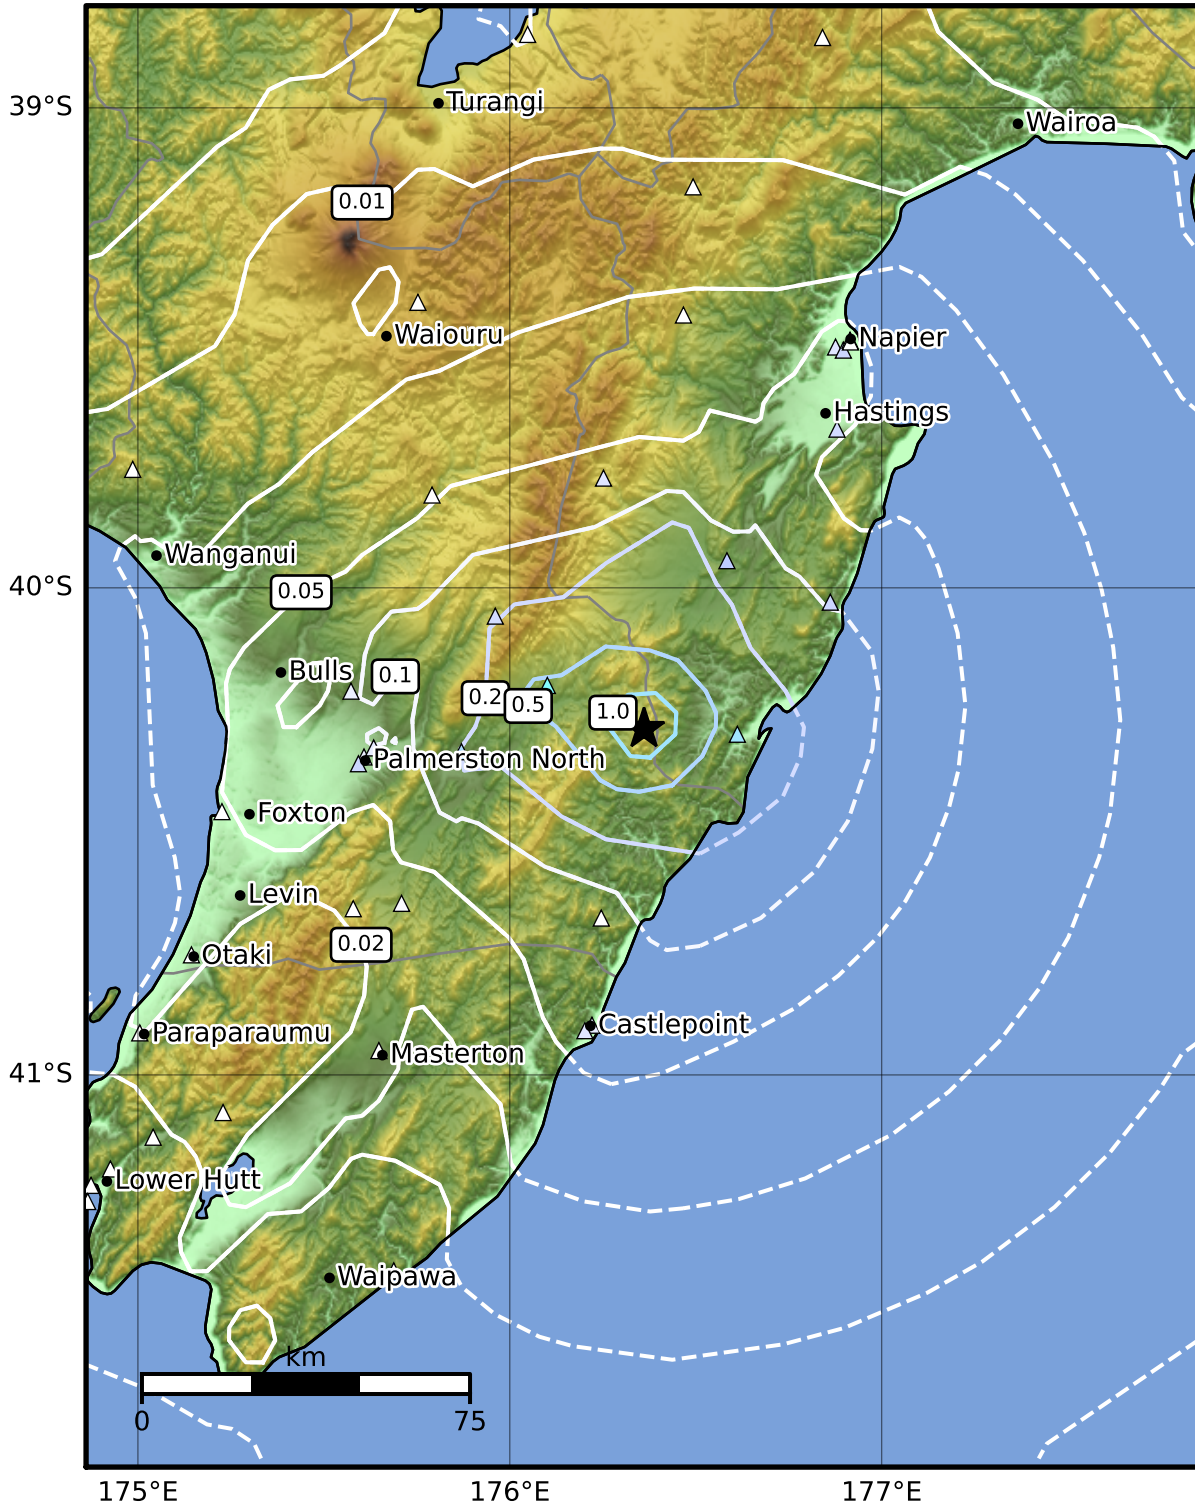 39°S
Turangi
Wairoa
0.01
Waiouru
Napier
Hastings
Wanganui
40°S
0.05
Bulls
0.1
0.2
0.5
1.0
Palmerston North
Foxton
Levin
0.02
Otaki
Castlepoint
Paraparaumu
Masterton
41°S
Lower Hutt
Waipawa
km
0
75
175°E
176°E
177°E